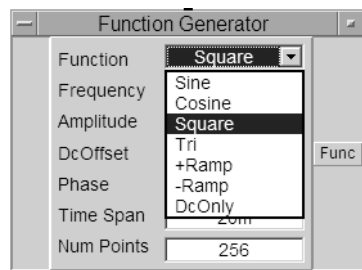 Function Generator
Function Square
Frequency
Amplitude
DcOffset
Phase
Time Span
Num Points 256
Sine
Cosine
Square
Tri
+Ramp
-Ramp
DcOnly
Func